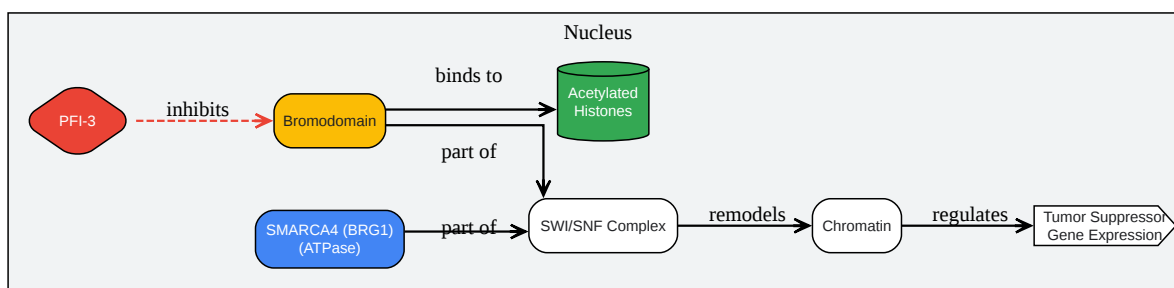 Nucleus
binds to
Acetylated
Histones
PFI-3
inhibits
Bromodomain
part of
SMARCA4 (BRG1)
(ATPase)
part of
SWI/SNF Complex
remodels
Chromatin
regulates
Tumor Suppressor
Gene Expression